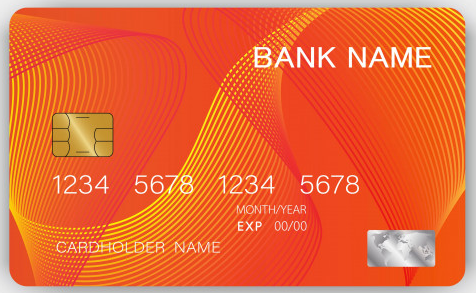 BANK NAME
1234 5678 1234 5678
MONTH/YEAR
EXP 00/00
CARDHOLDER NAME